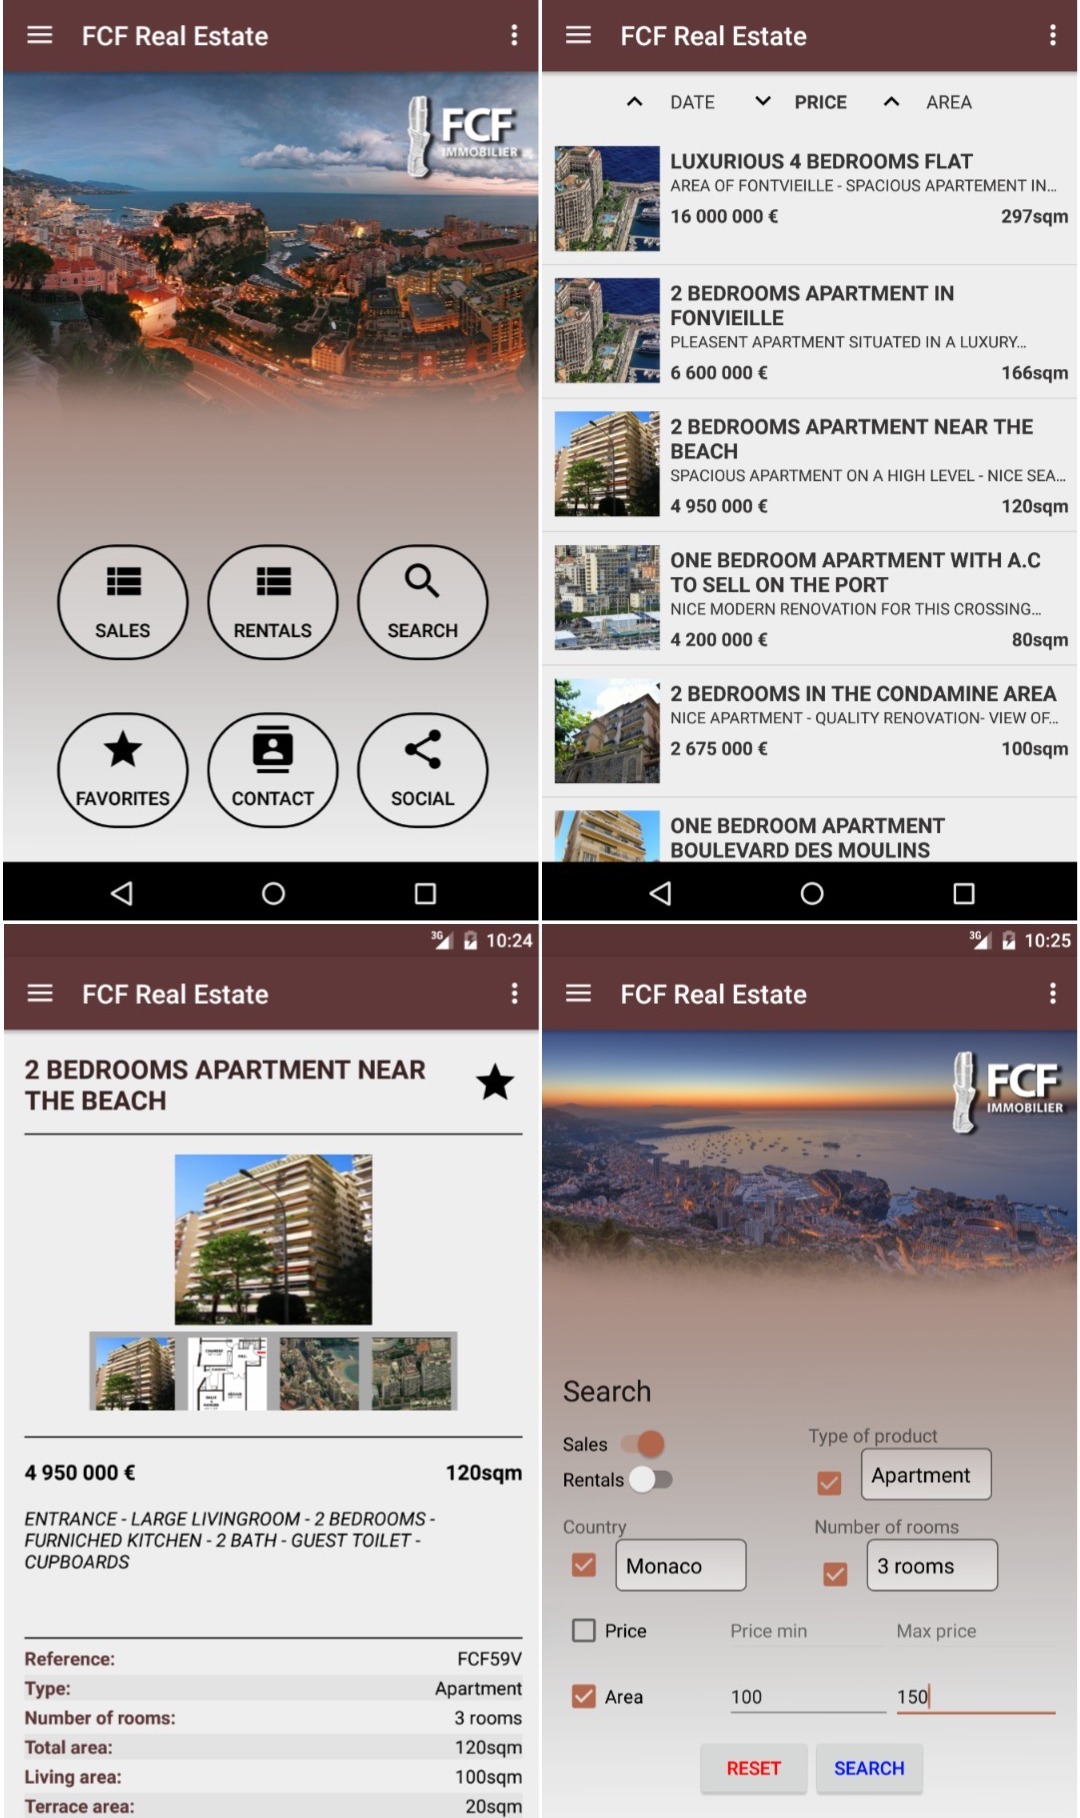 FCF Real Estate
FCF
IMMOBILIER
SALES
RENTALS
SEARCH
FAVORITES
CONTACT
SOCIAL
FCF Real Estate
DATE PRICE AREA
LUXURIOUS 4 BEDROOMS FLAT
AREA OF FONTVIEILLE - SPACIOUS APARTEMENT IN...
16 000 000 € 297sqm
2 BEDROOMS APARTMENT IN
FONVIEILLE
PLEASENT APARTMENT SITUATED IN A LUXURY...
6 600 000 € 166sqm
2 BEDROOMS APARTMENT NEAR THE
BEACH
SPACIOUS APARTMENT ON A HIGH LEVEL - NICE SEA...
4 950 000 € 120sqm
ONE BEDROOM APARTMENT WITH A.C
TO SELL ON THE PORT
NICE MODERN RENOVATION FOR THIS CROSSING...
4 200 000 € 80sqm
2 BEDROOMS IN THE CONDAMINE AREA
NICE APARTMENT - QUALITY RENOVATION- VIEW OF...
2 675 000 € 100sqm
ONE BEDROOM APARTMENT
BOULEVARD DES MOULINS
3G 10:24
FCF Real Estate
2 BEDROOMS APARTMENT NEAR
THE BEACH
4 950 000 € 120sqm
ENTRANCE - LARGE LIVINGROOM - 2 BEDROOMS -
FURNICHED KITCHEN - 2 BATH - GUEST TOILET -
CUPBOARDS
Reference: FCF59V
Type: Apartment
Number of rooms: 3 rooms
Total area: 120sqm
Living area: 100sqm
Terrace area: 20sqm
3G 10:25
FCF Real Estate
FCF
IMMOBILIER
Search
Sales
Rentals
Type of product
Apartment
Country
Monaco
Number of rooms
3 rooms
Price Price min Max price
Area 100 150
RESET SEARCH